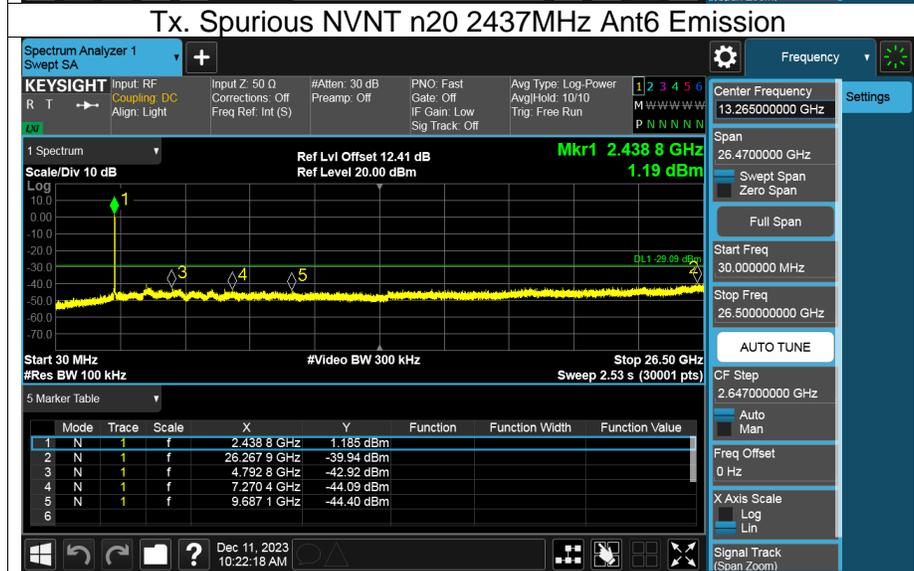 Tx. Spurious NVNT n20 2437MHz Ant6 Emission
Spectrum Analyzer 1
Swept SA
+
Frequency
KEYSIGHT
R T
LXI
Input: RF
Coupling: DC
Align: Light
Input Z: 50 Ω
Corrections: Off
Freq Ref: Int (S)
#Atten: 30 dB
Preamp: Off
PNO: Fast
Gate: Off
IF Gain: Low
Sig Track: Off
Avg Type: Log-Power
Avg|Hold: 10/10
Trig: Free Run
1 2 3 4 5 6
M W W W W W
P N N N N N
1 Spectrum
Scale/Div 10 dB
Ref Lvl Offset 12.41 dB
Ref Level 20.00 dBm
Mkr1 2.438 8 GHz
1.19 dBm
Log
10.0
0.00
-10.0
-20.0
-30.0
-40.0
-50.0
-60.0
-70.0
1
3
4
5
DL1 -29.09 dBm
2
Start 30 MHz
#Res BW 100 kHz
#Video BW 300 kHz
Stop 26.50 GHz
Sweep 2.53 s (30001 pts)
5 Marker Table
Mode Trace Scale X Y Function Function Width Function Value
1 N 1 f 2.438 8 GHz 1.185 dBm
2 N 1 f 26.267 9 GHz -39.94 dBm
3 N 1 f 4.792 8 GHz -42.92 dBm
4 N 1 f 7.270 4 GHz -44.09 dBm
5 N 1 f 9.687 1 GHz -44.40 dBm
6
?
Dec 11, 2023
10:22:18 AM
Center Frequency
13.265000000 GHz
Settings
Span
26.4700000 GHz
Swept Span
Zero Span
Full Span
Start Freq
30.000000 MHz
Stop Freq
26.500000000 GHz
AUTO TUNE
CF Step
2.647000000 GHz
Auto
Man
Freq Offset
0 Hz
X Axis Scale
Log
Lin
Signal Track
(Span Zoom)